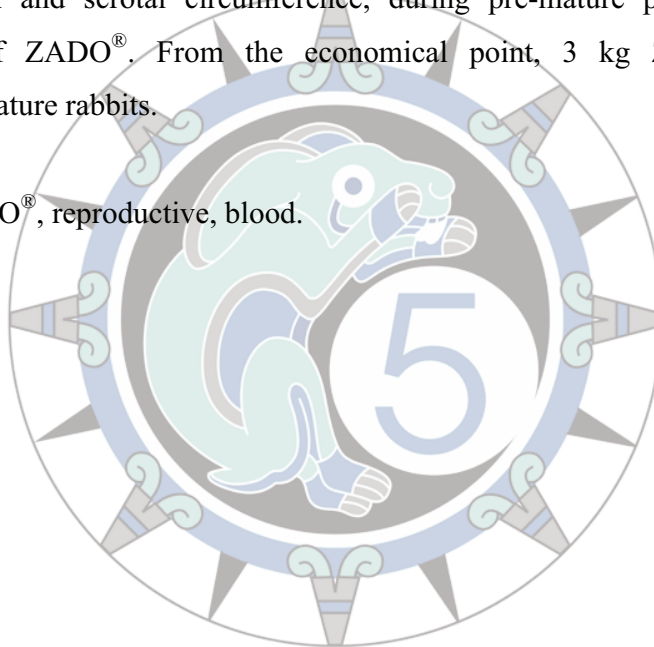 and scrotal circumference, during pre-mature p
f ZADO®. From the economical point, 3 kg
ature rabbits.
O®, reproductive, blood.
5